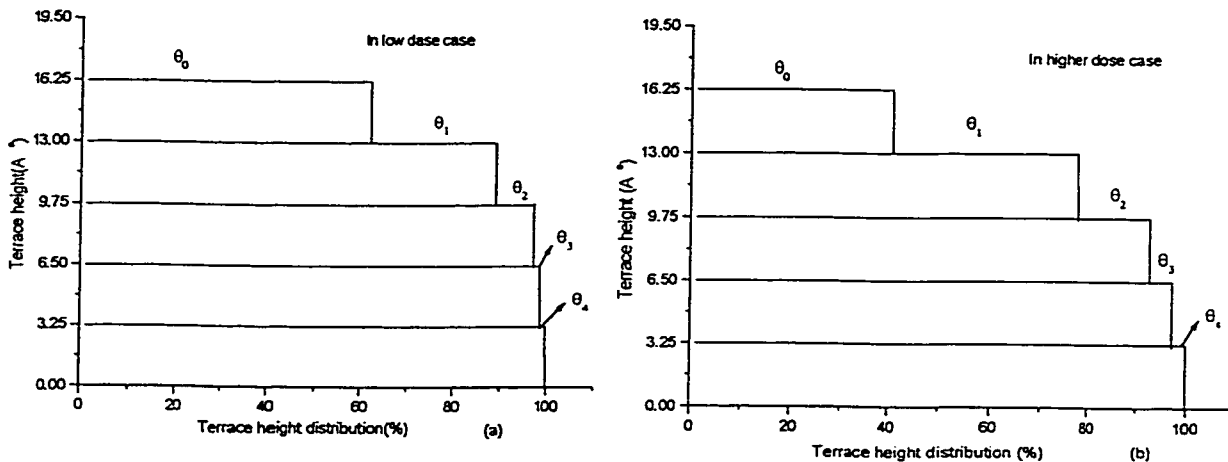 19.50
In low dase case
θ0
16.25
13.00
θ1
9.75
θ2
6.50
θ3
3.25
θ4
0.00
0 20 40 60 80 100
Terrace height(A °)
Terrace height distribution(%)
(a)
19.50
In higher dose case
θ0
16.25
13.00
θ1
9.75
θ2
6.50
θ3
3.25
0.00
0 20 40 60 80 100
Terrace height (A °)
Terrace height distribution (%)
(b)